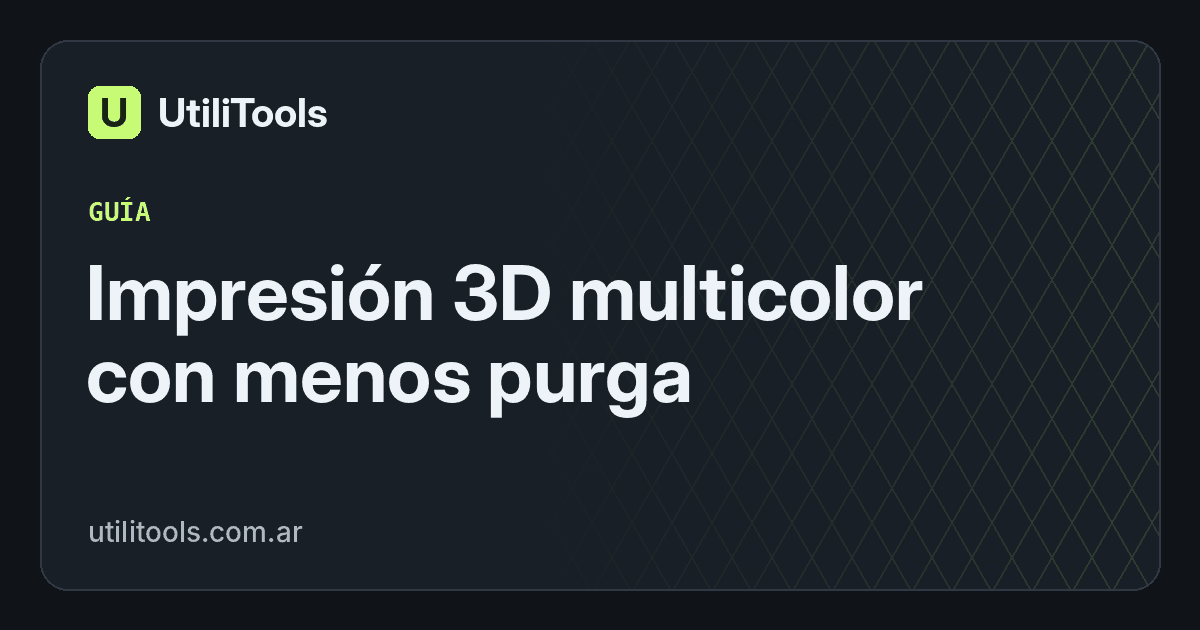 U UtiliTools
GUÍA
Impresión 3D multicolor
con menos purga
utilitools.com.ar